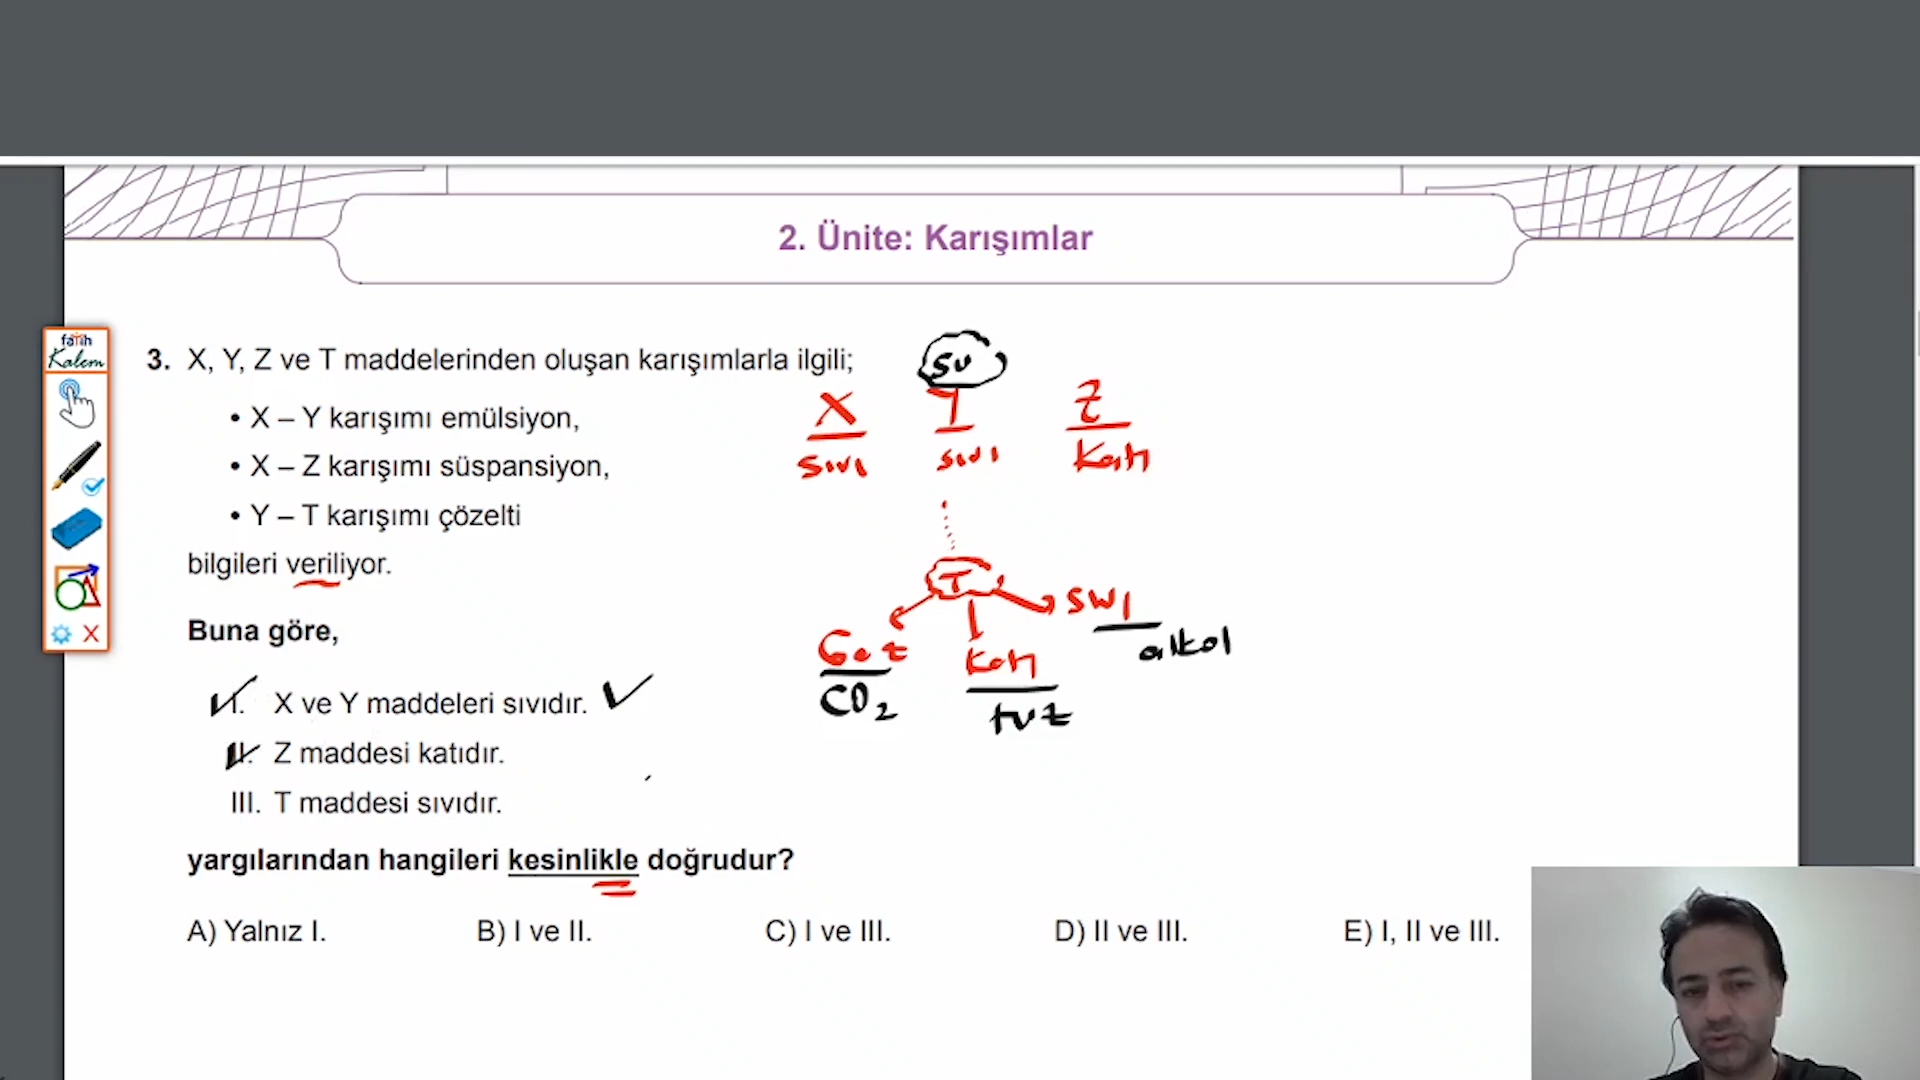 2. Ünite: Karışımlar
fatih
Kalem
3. X, Y, Z ve T maddelerinden oluşan karışımlarla ilgili;
• X – Y karışımı emülsiyon,
• X – Z karışımı süspansiyon,
• Y – T karışımı çözelti
bilgileri veriliyor.
Buna göre,
I. X ve Y maddeleri sıvıdır.
II. Z maddesi katıdır.
III. T maddesi sıvıdır.
yargılarından hangileri kesinlikle doğrudur?
A) Yalnız I.
B) I ve II.
C) I ve III.
D) II ve III.
E) I, II ve III.
su
X Y Z
sıvı sıvı katı
T
Gaz katı sıvı
CO2 tuz alkol